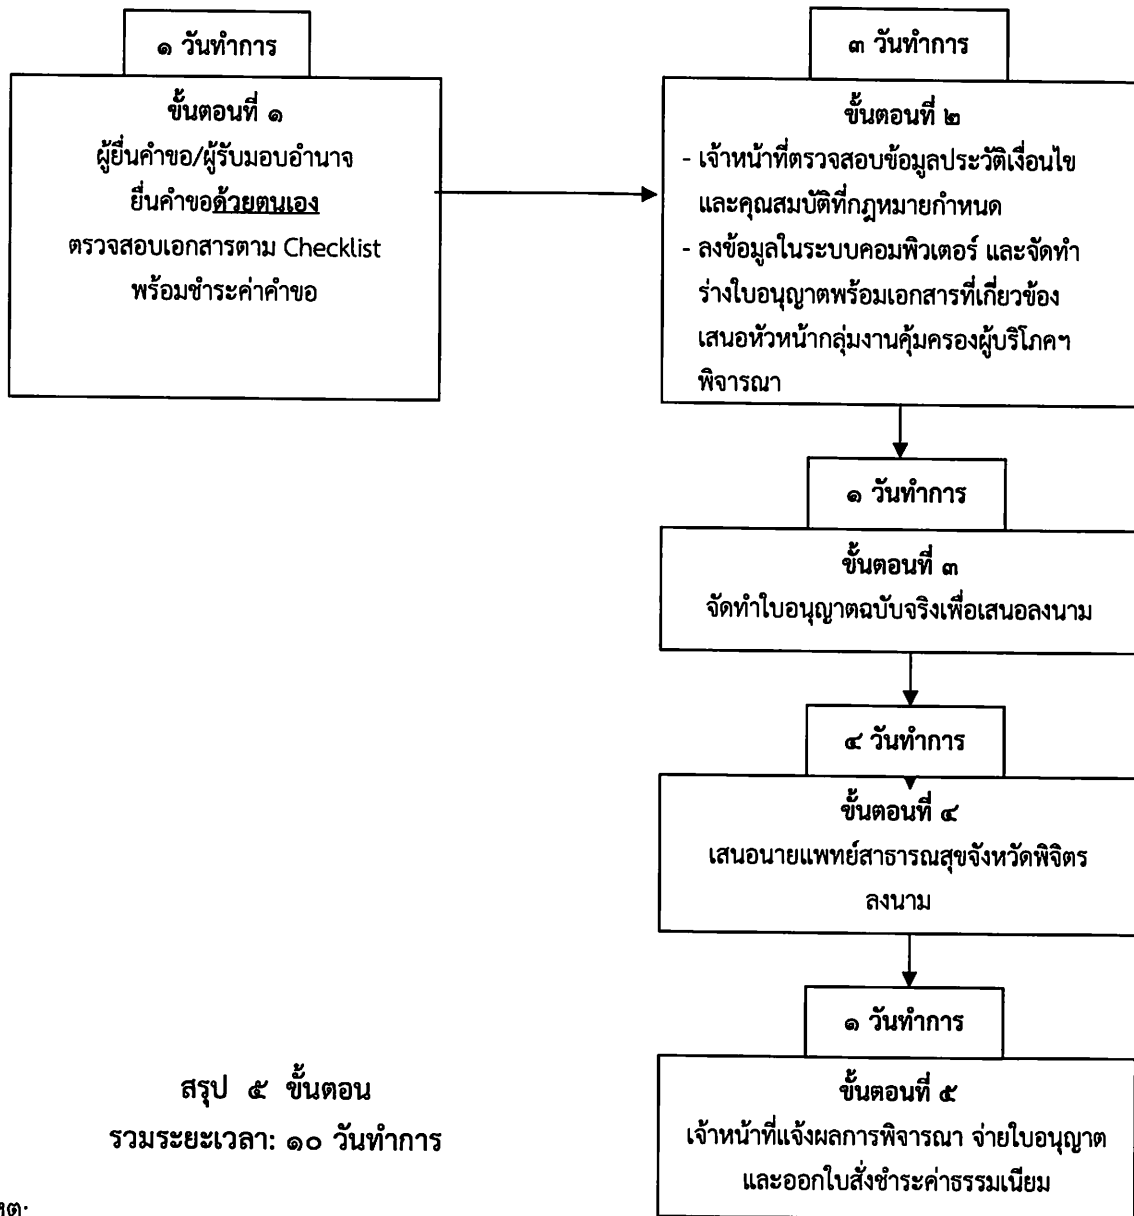 ๑ วันทำการ
ขั้นตอนที่ ๑
ผู้ยื่นคำขอ/ผู้รับมอบอำนาจ
ยื่นคำขอด้วยตนเอง
ตรวจสอบเอกสารตาม Checklist
พร้อมชำระค่าคำขอ
๓ วันทำการ
ขั้นตอนที่ ๒
- เจ้าหน้าที่ตรวจสอบข้อมูลประวัติเงื่อนไข
และคุณสมบัติที่กฎหมายกำหนด
- ลงข้อมูลในระบบคอมพิวเตอร์ และจัดทำ
ร่างใบอนุญาตพร้อมเอกสารที่เกี่ยวข้อง
เสนอหัวหน้ากลุ่มงานคุ้มครองผู้บริโภคฯ
พิจารณา
๑ วันทำการ
ขั้นตอนที่ ๓
จัดทำใบอนุญาตฉบับจริงเพื่อเสนอลงนาม
๔ วันทำการ
ขั้นตอนที่ ๔
เสนอนายแพทย์สาธารณสุขจังหวัดพิจิตร
ลงนาม
๑ วันทำการ
ขั้นตอนที่ ๕
เจ้าหน้าที่แจ้งผลการพิจารณา จ่ายใบอนุญาต
และออกใบสั่งชำระค่าธรรมเนียม
สรุป ๕ ขั้นตอน
รวมระยะเวลา: ๑๐ วันทำการ